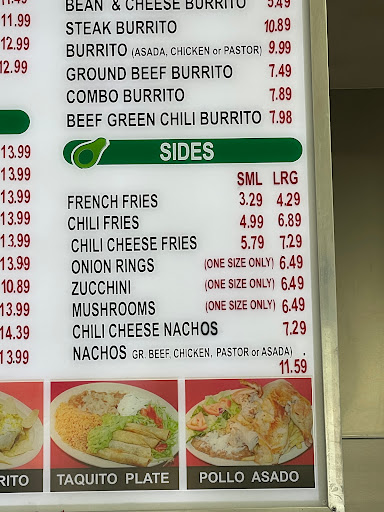 11.99
12.99
12.99
13.99
13.99
13.99
13.99
13.99
13.99
10.89
13.99
14.39
13.99
BEAN & CHEESE BURRITO 5.49
STEAK BURRITO 10.89
BURRITO (ASADA, CHICKEN or PASTOR) 9.99
GROUND BEEF BURRITO 7.49
COMBO BURRITO 7.89
BEEF GREEN CHILI BURRITO 7.98
SIDES
SML LRG
FRENCH FRIES 3.29 4.29
CHILI FRIES 4.99 6.89
CHILI CHEESE FRIES 5.79 7.29
ONION RINGS (ONE SIZE ONLY) 6.49
ZUCCHINI (ONE SIZE ONLY) 6.49
MUSHROOMS (ONE SIZE ONLY) 6.49
CHILI CHEESE NACHOS 7.29
NACHOS GR. BEEF, CHICKEN, PASTOR or ASADA)
11.59
RITO
TAQUITO PLATE
POLLO ASADO